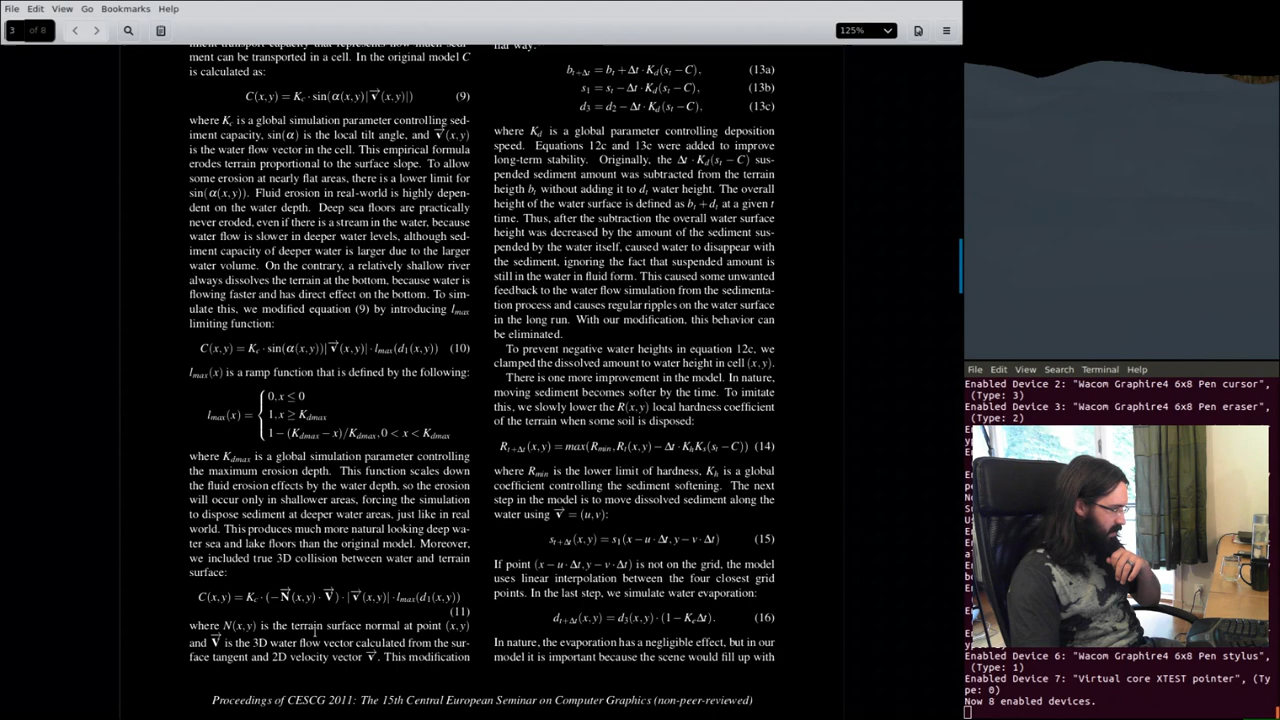 File Edit View Go Bookmarks Help
3 of 8
125%
ment transport capacity that represents how much sedi-
ment can be transported in a cell. In the original model C
is calculated as:
C(x,y) = K_c · sin(α(x,y)|v⃗(x,y)|) (9)
where K_c is a global simulation parameter controlling sed-
iment capacity, sin(α) is the local tilt angle, and v⃗(x,y)
is the water flow vector in the cell. This empirical formula
erodes terrain proportional to the surface slope. To allow
some erosion at nearly flat areas, there is a lower limit for
sin(α(x,y)). Fluid erosion in real-world is highly depen-
dent on the water depth. Deep sea floors are practically
never eroded, even if there is a stream in the water, because
water flow is slower in deeper water levels, although sed-
iment capacity of deeper water is larger due to the larger
water volume. On the contrary, a relatively shallow river
always dissolves the terrain at the bottom, because water is
flowing faster and has direct effect on the bottom. To sim-
ulate this, we modified equation (9) by introducing l_max
limiting function:
C(x,y) = K_c · sin(α(x,y))|v⃗(x,y)| · l_max(d₁(x,y)) (10)
l_max(x) is a ramp function that is defined by the following:
0, x ≤ 0
l_max(x) = { 1, x ≥ K_dmax
1 − (K_dmax − x)/K_dmax, 0 < x < K_dmax
where K_dmax is a global simulation parameter controlling
the maximum erosion depth. This function scales down
the fluid erosion effects by the water depth, so the erosion
will occur only in shallower areas, forcing the simulation
to dispose sediment at deeper water areas, just like in real
world. This produces much more natural looking deep wa-
ter sea and lake floors than the original model. Moreover,
we included true 3D collision between water and terrain
surface:
C(x,y) = K_c · (−N⃗(x,y) · V⃗) · |v⃗(x,y)| · l_max(d₁(x,y))
(11)
where N(x,y) is the terrain surface normal at point (x,y)
and V⃗ is the 3D water flow vector calculated from the sur-
face tangent and 2D velocity vector v⃗. This modification
nal way:
b_{t+Δt} = b_t + Δt · K_d(s_t − C), (13a)
s₁ = s_t − Δt · K_d(s_t − C), (13b)
d₃ = d₂ − Δt · K_d(s_t − C), (13c)
where K_d is a global parameter controlling deposition
speed. Equations 12c and 13c were added to improve
long-term stability. Originally, the Δt · K_d(s_t − C) sus-
pended sediment amount was subtracted from the terrain
heigth b_t without adding it to d_t water height. The overall
height of the water surface is defined as b_t + d_t at a given t
time. Thus, after the subtraction the overall water surface
height was decreased by the amount of the sediment sus-
pended by the water itself, caused water to disappear with
the sediment, ignoring the fact that suspended amount is
still in the water in fluid form. This caused some unwanted
feedback to the water flow simulation from the sedimenta-
tion process and causes regular ripples on the water surface
in the long run. With our modification, this behavior can
be eliminated.
To prevent negative water heights in equation 12c, we
clamped the dissolved amount to water height in cell (x,y).
There is one more improvement in the model. In nature,
moving sediment becomes softer by the time. To imitate
this, we slowly lower the R(x,y) local hardness coefficient
of the terrain when some soil is disposed:
R_{t+Δt}(x,y) = max(R_min, R_t(x,y) − Δt · K_hK_s(s_t − C)) (14)
where R_min is the lower limit of hardness, K_h is a global
coefficient controlling the sediment softening. The next
step in the model is to move dissolved sediment along the
water using v⃗ = (u,v):
s_{t+Δt}(x,y) = s₁(x − u · Δt, y − v · Δt) (15)
If point (x − u · Δt, y − v · Δt) is not on the grid, the model
uses linear interpolation between the four closest grid
points. In the last step, we simulate water evaporation:
d_{t+Δt}(x,y) = d₃(x,y) · (1 − K_eΔt). (16)
In nature, the evaporation has a negligible effect, but in our
model it is important because the scene would fill up with
Proceedings of CESCG 2011: The 15th Central European Seminar on Computer Graphics (non-peer-reviewed)
File Edit View Search Terminal Help
Enabled Device 2: "Wacom Graphire4 6x8 Pen cursor",
(Type: 3)
Enabled Device 3: "Wacom Graphire4 6x8 Pen eraser",
(Type: 2)
Enabled Device 6: "Wacom Graphire4 6x8 Pen stylus",
(Type: 1)
Enabled Device 7: "Virtual core XTEST pointer", (Ty
pe: 0)
Now 8 enabled devices.